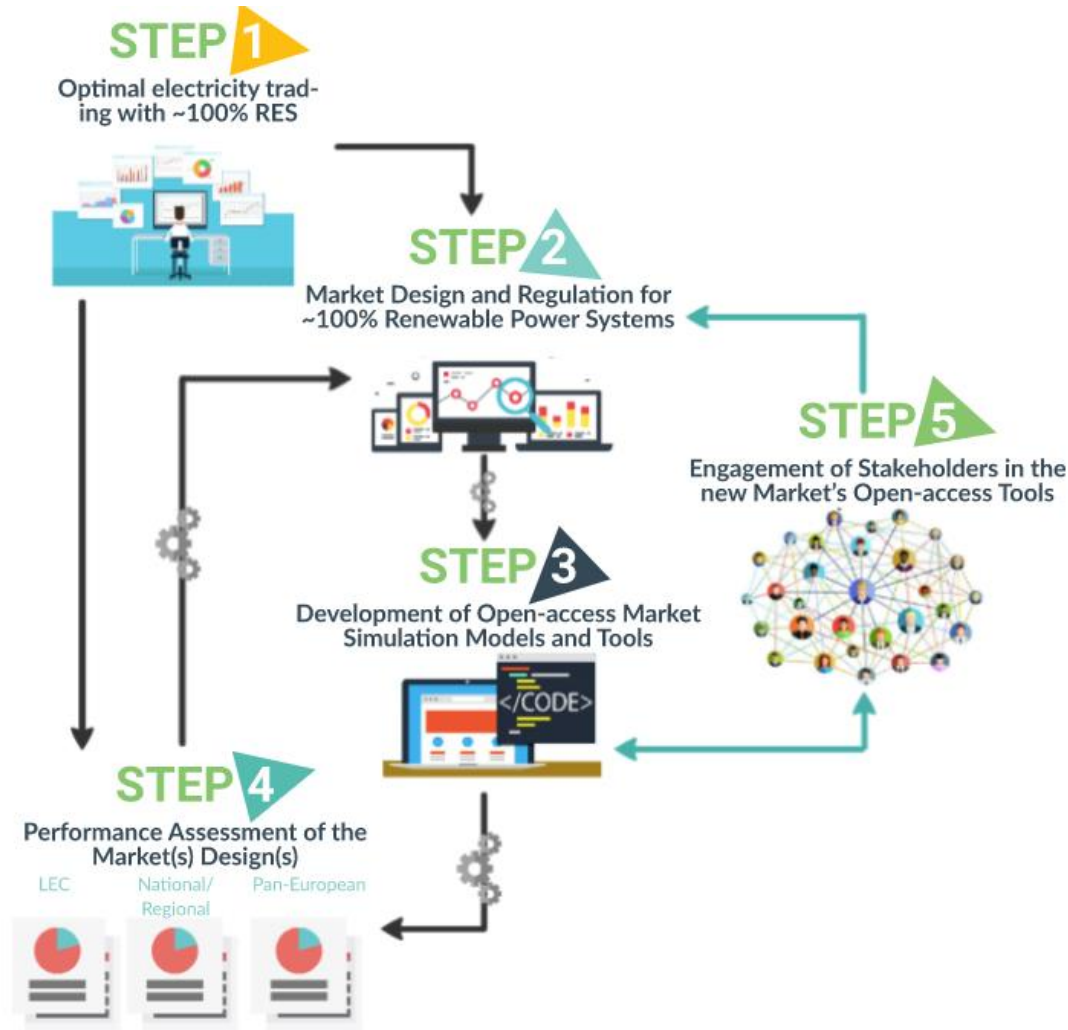 STEP 1
Optimal electricity trad-
ing with ~100% RES
STEP 2
Market Design and Regulation for
~100% Renewable Power Systems
STEP 5
Engagement of Stakeholders in the
new Market's Open-access Tools
STEP 3
Development of Open-access Market
Simulation Models and Tools
</CODE>
STEP 4
Performance Assessment of the
Market(s) Design(s)
LEC
National/
Regional
Pan-European